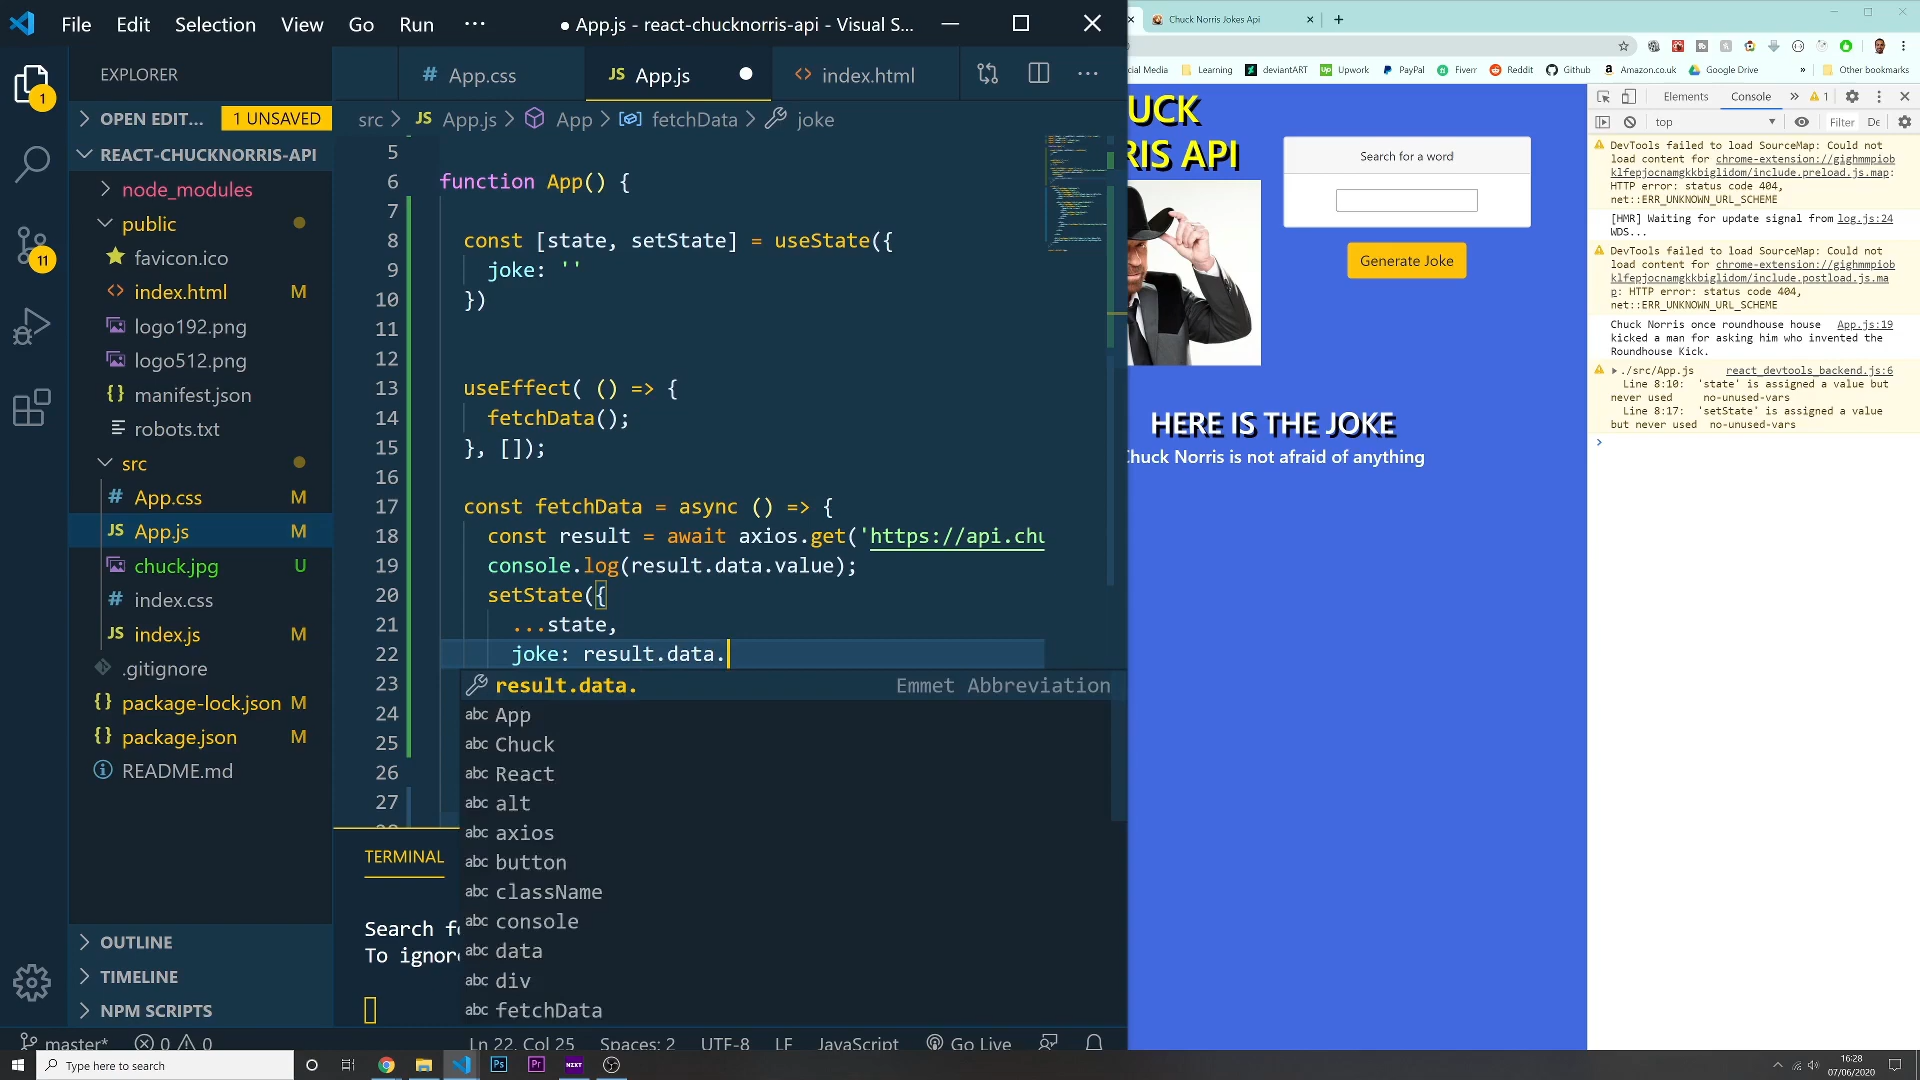 File Edit Selection View Go Run ···
● App.js - react-chucknorris-api - Visual S...
EXPLORER
OPEN EDIT... 1 UNSAVED
REACT-CHUCKNORRIS-API
node_modules
public
favicon.ico
index.html M
logo192.png
logo512.png
manifest.json
robots.txt
src
App.css M
App.js M
chuck.jpg U
index.css
index.js M
.gitignore
package-lock.json M
package.json M
README.md
OUTLINE
TIMELINE
NPM SCRIPTS
1
11
# App.css
JS App.js
<> index.html
src > JS App.js > App > fetchData > joke
5
6 function App() {
7
8 const [state, setState] = useState({
9 joke: ''
10 })
11
12
13 useEffect( () => {
14 fetchData();
15 }, []);
16
17 const fetchData = async () => {
18 const result = await axios.get('https://api.chu
19 console.log(result.data.value);
20 setState({
21 ...state,
22 joke: result.data.
23
24
25
26
27
result.data. Emmet Abbreviation
abc App
abc Chuck
abc React
abc alt
abc axios
abc button
abc className
abc console
abc data
abc div
abc fetchData
TERMINAL
Search f
To ignor
master* 0 0 Ln 22, Col 25 Spaces: 2 UTF-8 LF JavaScript Go Live
Chuck Norris Jokes Api
cial Media Learning deviantART Upwork PayPal Fiverr Reddit Github Amazon.co.uk Google Drive » Other bookmarks
UCK
RIS API
Search for a word
Generate Joke
HERE IS THE JOKE
Chuck Norris is not afraid of anything
Elements Console » 1
top Filter De
DevTools failed to load SourceMap: Could not
load content for chrome-extension://gighmmpiob
klfepjocnamgkkbiglidom/include.preload.js.map:
HTTP error: status code 404,
net::ERR_UNKNOWN_URL_SCHEME
[HMR] Waiting for update signal from log.js:24
WDS...
DevTools failed to load SourceMap: Could not
load content for chrome-extension://gighmmpiob
klfepjocnamgkkbiglidom/include.postload.js.ma
p: HTTP error: status code 404,
net::ERR_UNKNOWN_URL_SCHEME
Chuck Norris once roundhouse house App.js:19
kicked a man for asking him who invented the
Roundhouse Kick.
./src/App.js react_devtools_backend.js:6
Line 8:10: 'state' is assigned a value but
never used no-unused-vars
Line 8:17: 'setState' is assigned a value
but never used no-unused-vars
Type here to search
Ps
Pr
NZXT
16:28
07/06/2020